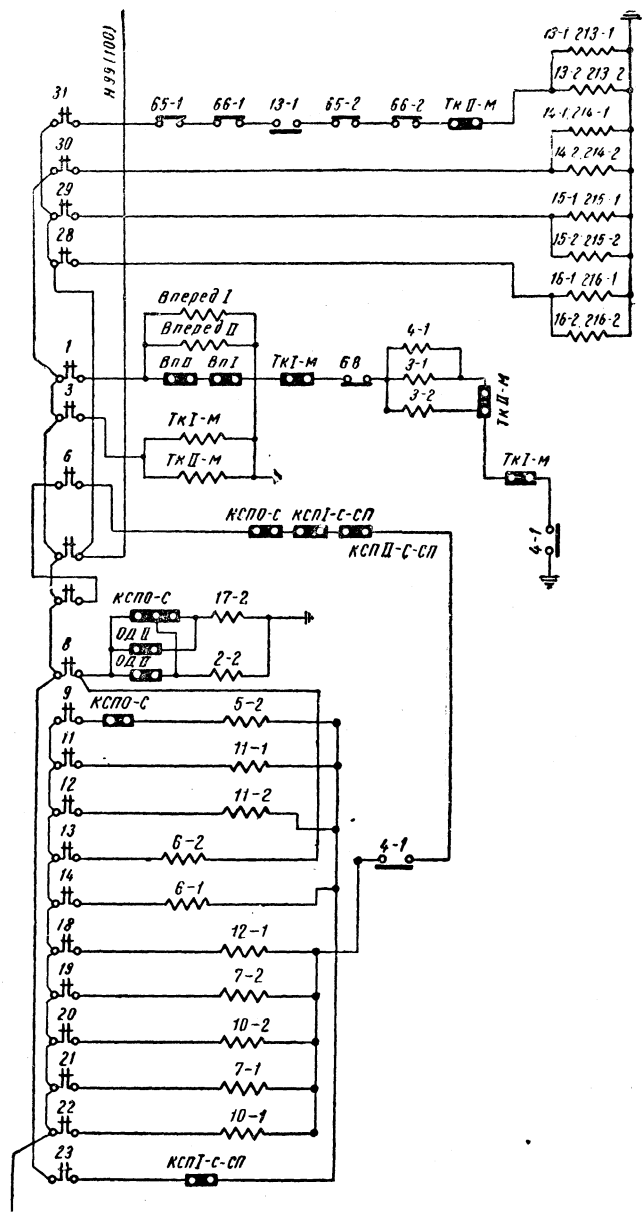 Н99(100)
13-1, 213-1
13-2, 213-2
31
65-1 66-1 13-1 65-2 66-2 ТкII-М
14-1, 214-1
30
14-2, 214-2
29
15-1, 215-1
28
15-2, 215-2
16-1, 216-1
16-2, 216-2
Вперед I
Вперед II
1
ВпII ВпI ТкI-М 68
4-1
3-1
3-2
ТкII-М
3
ТкI-М
ТкII-М
6
ТкI-М
КСПО-С КСПI-С-СП
КСПII-С-СП
4-1
КСПО-С 17-2
ОДII
8
ОДII
2-2
9
КСПО-С 5-2
11
11-1
12
11-2
13
6-2
4-1
14
6-1
18
12-1
19
7-2
20
10-2
21
7-1
22
10-1
23
КСПI-С-СП